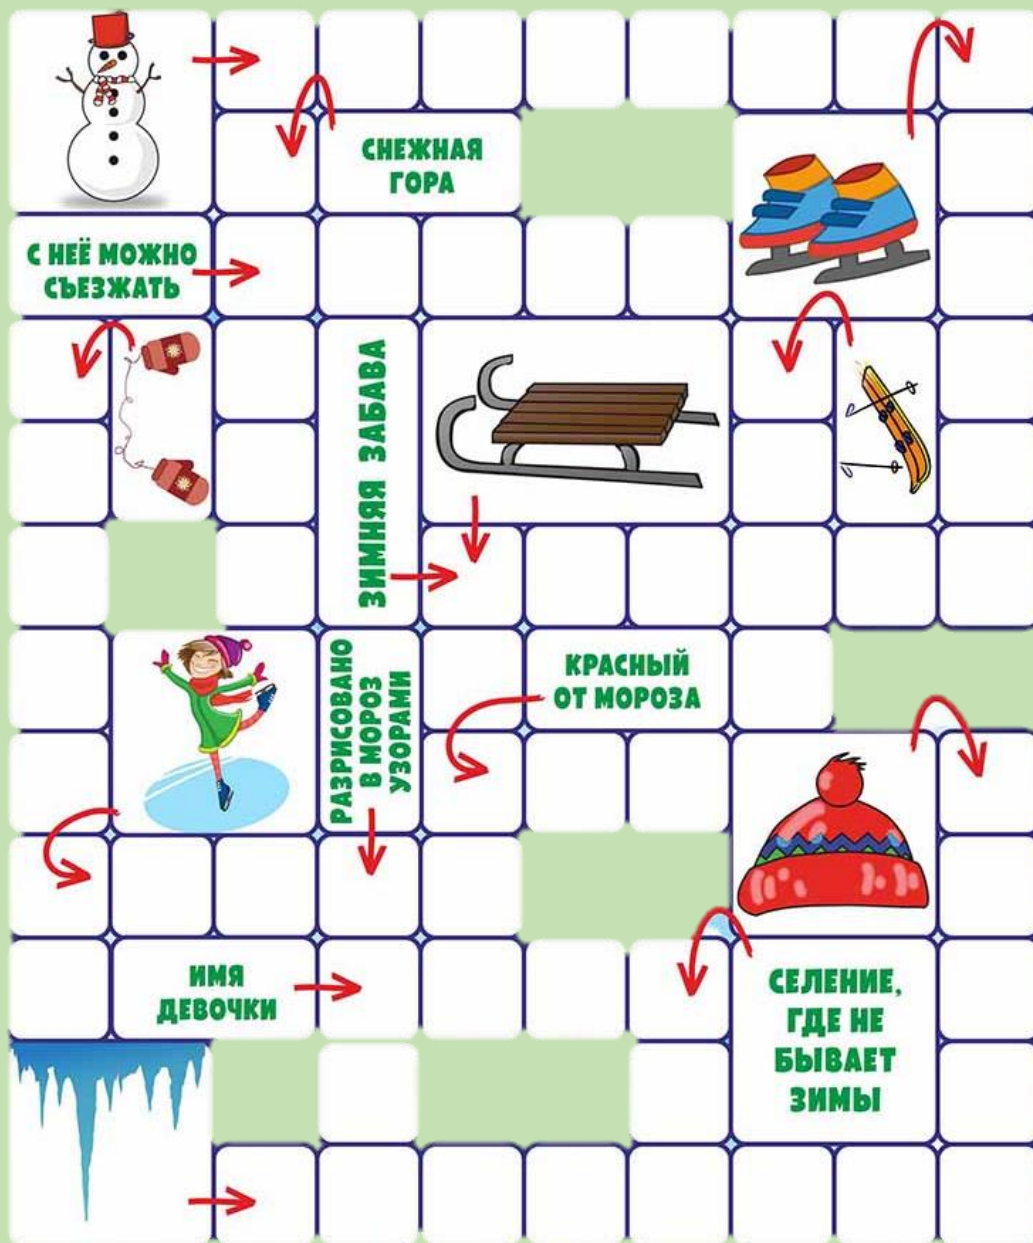 СНЕЖНАЯ
ГОРА
С НЕЁ МОЖНО
СЪЕЗЖАТЬ
ЗИМНЯЯ ЗАБАВА
РАЗРИСОВАНО
В МОРОЗ
УЗОРАМИ
КРАСНЫЙ
ОТ МОРОЗА
ИМЯ
ДЕВОЧКИ
СЕЛЕНИЕ,
ГДЕ НЕ
БЫВАЕТ
ЗИМЫ